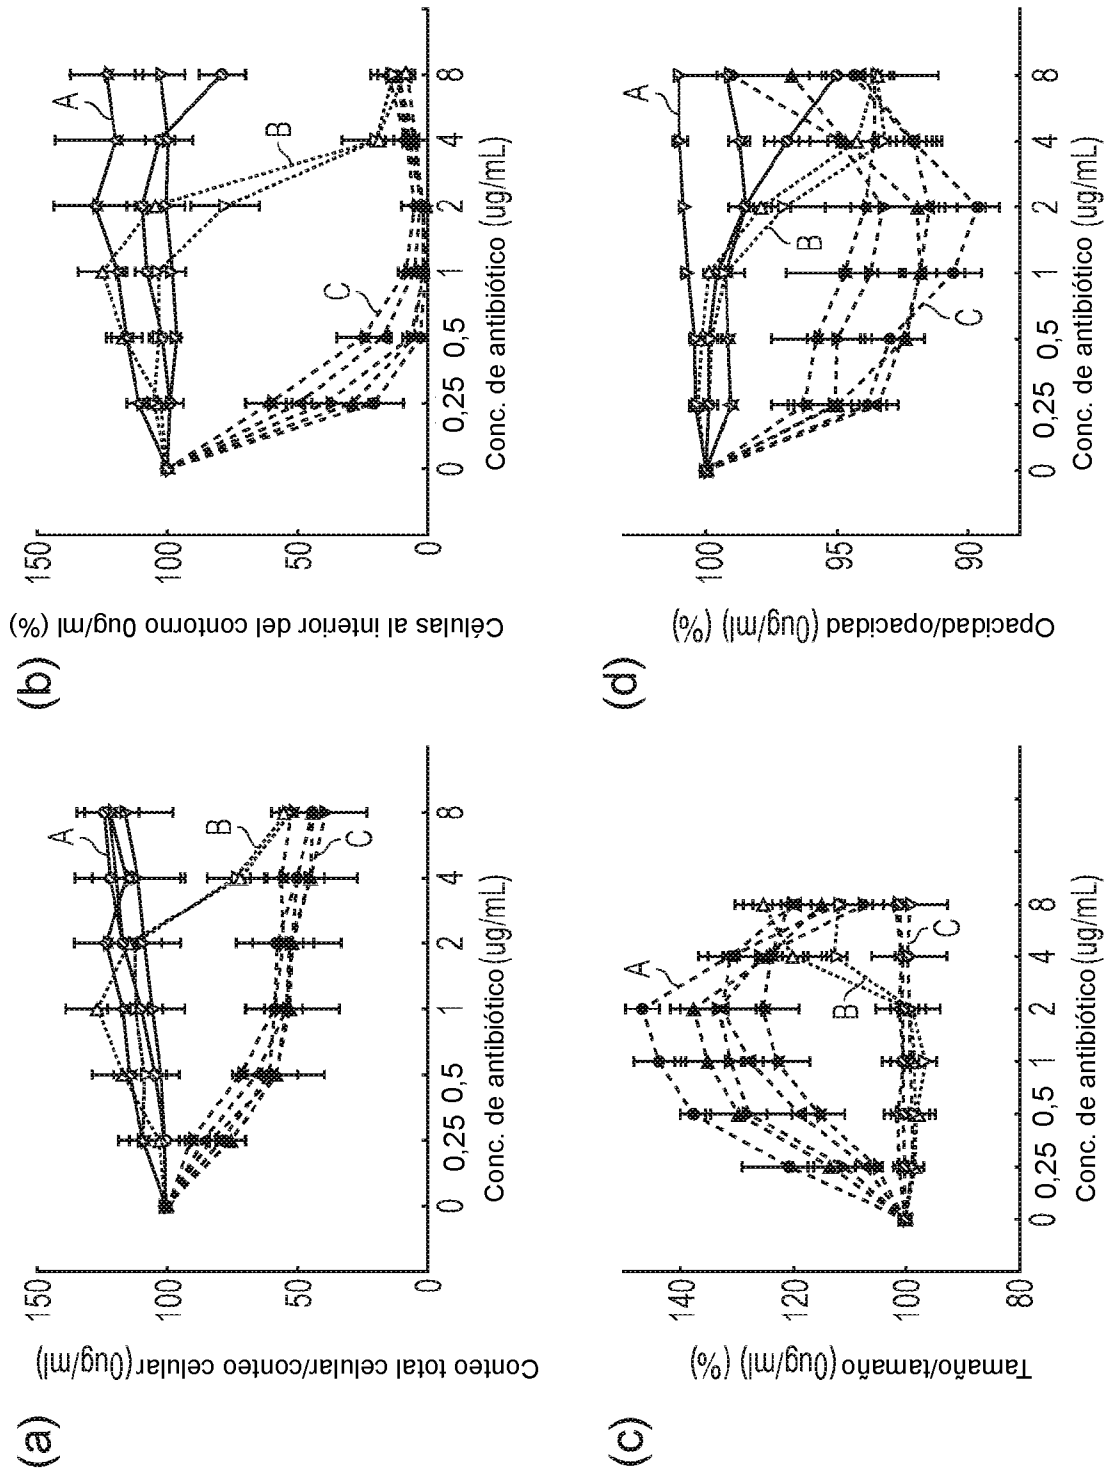 (a)
Conteo total celular/conteo celular (0ug/ml)
150
100
50
0
A
B
C
0 0,25 0,5 1 2 4 8
Conc. de antibiótico (ug/mL)
(b)
Células al interior del contorno 0ug/ml (%)
150
100
50
0
A
B
C
0 0,25 0,5 1 2 4 8
Conc. de antibiótico (ug/mL)
(c)
Tamaño/tamaño (0ug/ml) (%)
140
120
100
80
A
B
C
0 0,25 0,5 1 2 4 8
Conc. de antibiótico (ug/mL)
(d)
Opacidad/opacidad (0ug/ml) (%)
100
95
90
A
B
C
0 0,25 0,5 1 2 4 8
Conc. de antibiótico (ug/mL)